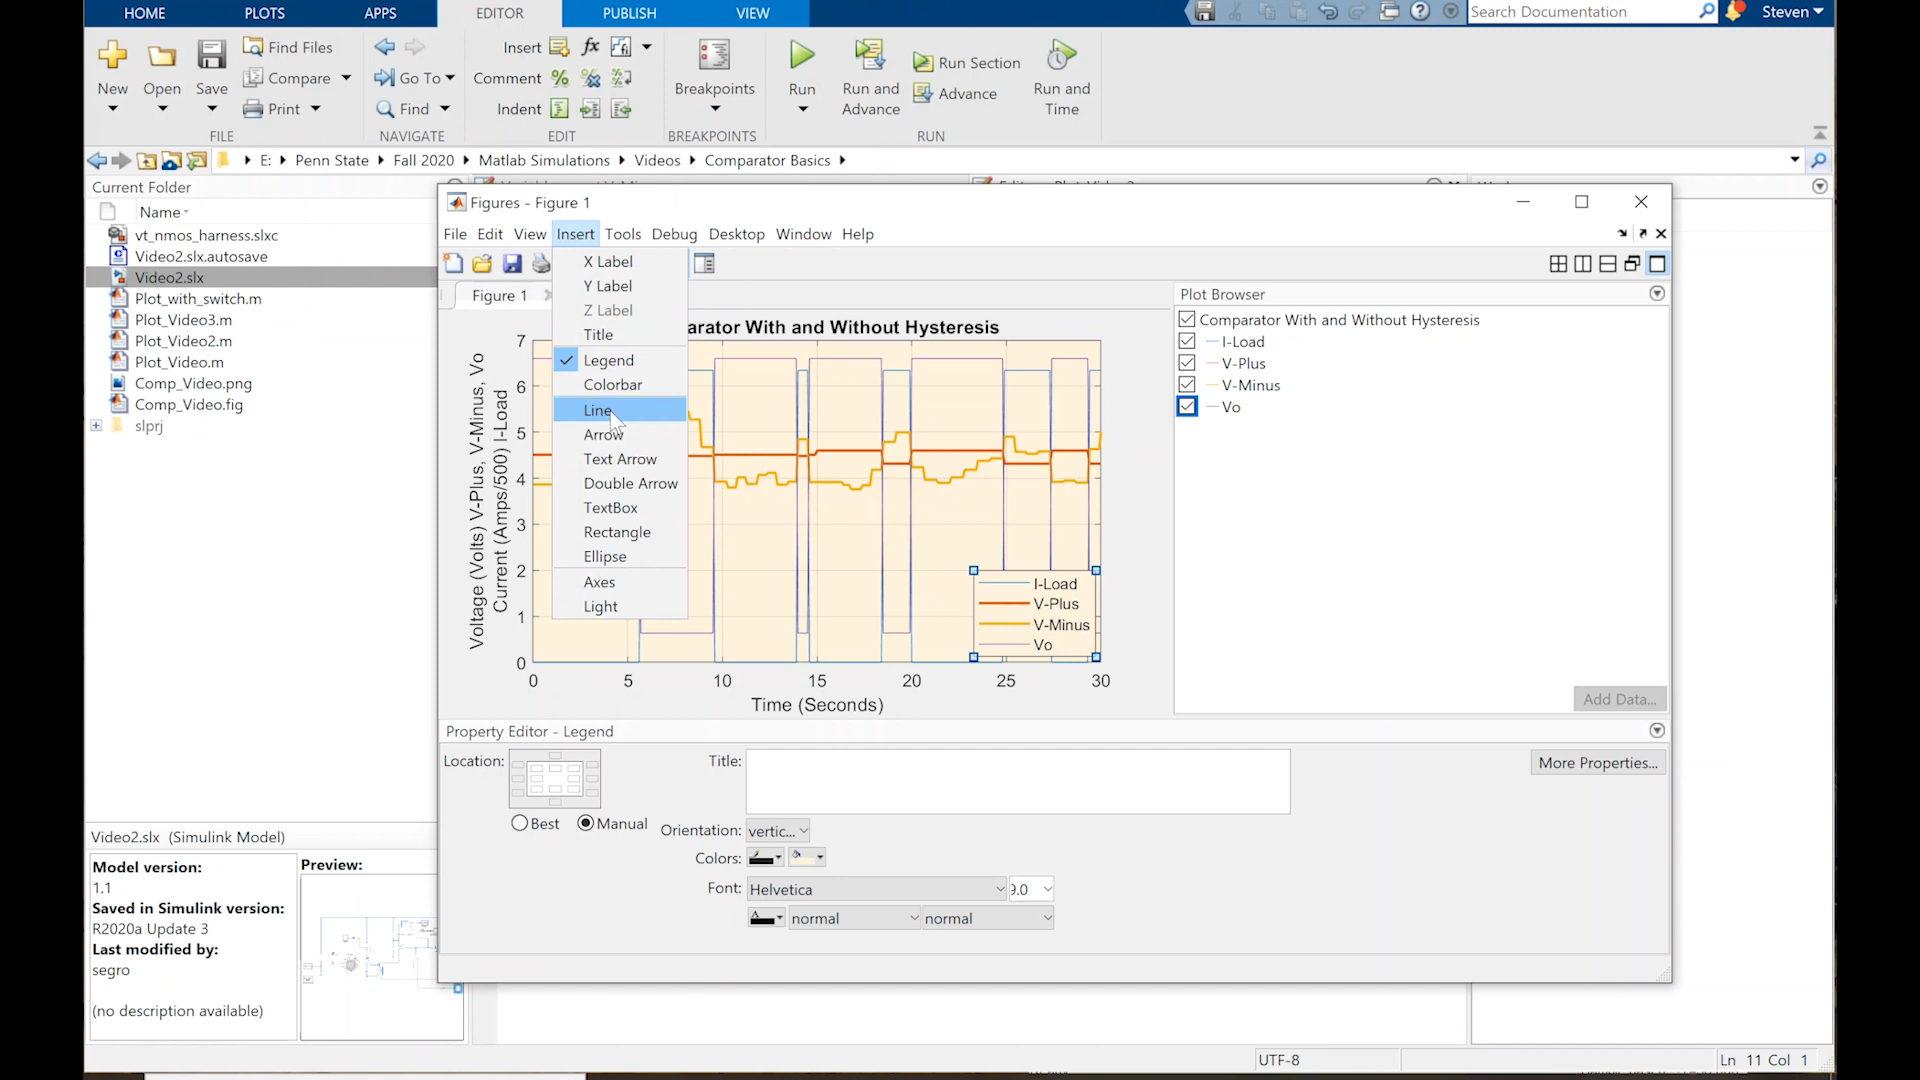 HOME PLOTS APPS EDITOR PUBLISH VIEW Search Documentation Steven
New Open Save Find Files Compare Print Go To Find Insert Comment Indent Breakpoints Run Run and Advance Run Section Advance Run and Time
FILE NAVIGATE EDIT BREAKPOINTS RUN
E: Penn State Fall 2020 Matlab Simulations Videos Comparator Basics
Current Folder
Name
vt_nmos_harness.slxc
Video2.slx.autosave
Video2.slx
Plot_with_switch.m
Plot_Video3.m
Plot_Video2.m
Plot_Video.m
Comp_Video.png
Comp_Video.fig
slprj
Video2.slx (Simulink Model)
Model version:
1.1
Saved in Simulink version:
R2020a Update 3
Last modified by:
segro
(no description available)
Preview:
Figures - Figure 1
File Edit View Insert Tools Debug Desktop Window Help
Figure 1
X Label
Y Label
Z Label
Title
Legend
Colorbar
Line
Arrow
Text Arrow
Double Arrow
TextBox
Rectangle
Ellipse
Axes
Light
rator With and Without Hysteresis
Voltage (Volts) V-Plus, V-Minus, Vo
Current (Amps/500) I-Load
7
6
5
4
3
2
1
0
0 5 10 15 20 25 30
Time (Seconds)
I-Load
V-Plus
V-Minus
Vo
Plot Browser
Comparator With and Without Hysteresis
I-Load
V-Plus
V-Minus
Vo
Add Data...
Property Editor - Legend
Location:
Best Manual
Title:
Orientation: vertic...
Colors:
Font: Helvetica 9.0
normal normal
More Properties...
UTF-8 Ln 11 Col 1